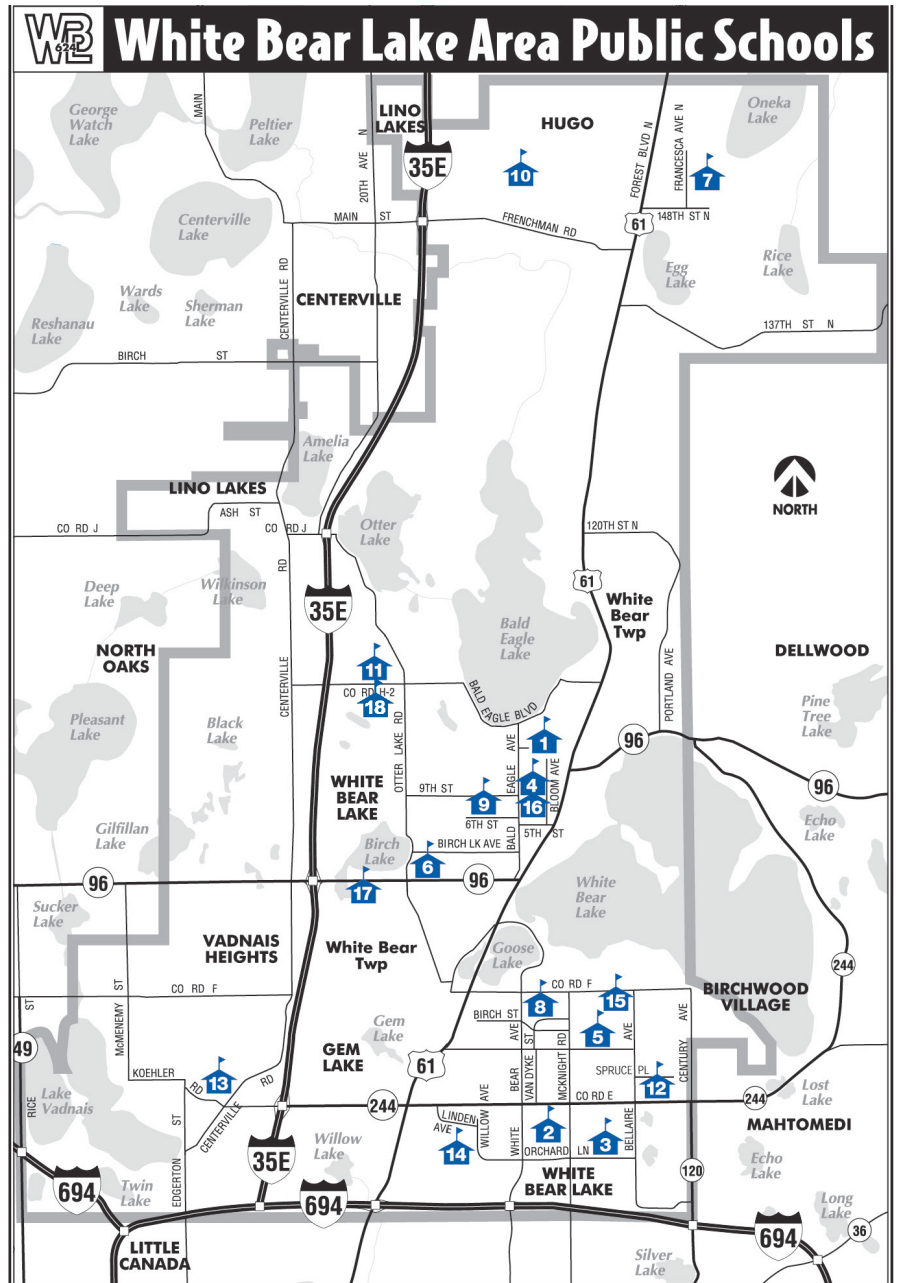 WBL
624
White Bear Lake Area Public Schools
George
Watch
Lake
MAIN
Peltier
Lake
20TH AVE N
LINO
LAKES
35E
HUGO
10
FOREST BLVD N
FRANCESCA AVE N
Oneka
Lake
7
148TH ST N
61
MAIN ST
FRENCHMAN RD
Centerville
Lake
CENTERVILLE RD
CENTERVILLE
Wards
Lake
Sherman
Lake
Reshanau
Lake
Egg
Lake
Rice
Lake
137TH ST N
BIRCH ST
Amelia
Lake
LINO LAKES
ASH ST
CO RD J
CO RD J
Otter
Lake
NORTH
120TH ST N
61
Deep
Lake
Wilkinson
Lake
RD
35E
White
Bear
Twp
Bald
Eagle
Lake
NORTH
OAKS
CENTERVILLE
11
CO RD H-2
18
BALD EAGLE BLVD
PORTLAND AVE
DELLWOOD
Pine
Tree
Lake
Pleasant
Lake
Black
Lake
OTTER LAKE RD
1
96
WHITE
BEAR
LAKE
9TH ST
9
BALD EAGLE AVE
4
16
BLOOM AVE
96
6TH ST
5TH ST
Echo
Lake
Gilfillan
Lake
Birch
Lake
BIRCH LK AVE
6
96
17
96
White
Bear
Lake
Sucker
Lake
VADNAIS
HEIGHTS
White Bear
Twp
Goose
Lake
244
McMENEMY ST
CO RD F
CO RD F
8
15
BIRCHWOOD
VILLAGE
RICE ST
49
BIRCH ST
5
Gem
Lake
GEM
LAKE
61
KOEHLER RD
13
CENTERVILLE RD
WHITE BEAR AVE
VAN DYKE ST
MCKNIGHT RD
SPRUCE PL
12
CENTURY AVE
Lake
Vadnais
244
CO RD E
244
Lost
Lake
MAHTOMEDI
LINDEN AVE
14
WILLOW AVE
2
3
BELLAIRE AVE
ORCHARD LN
EDGERTON ST
35E
Willow
Lake
WHITE
BEAR LAKE
120
Echo
Lake
Twin
Lake
694
694
694
Long
Lake
36
LITTLE
CANADA
Silver
Lake